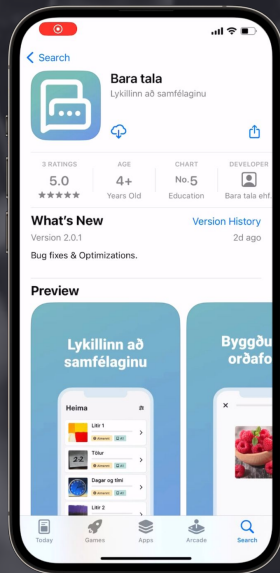 Search
Bara tala
Lykillinn að samfélaginu
3 RATINGS
5.0
★★★★★
AGE
4+
Years Old
CHART
No.5
Education
DEVELOPER
Bara tala ehf.
What's New
Version History
Version 2.0.1
2d ago
Bug fixes & Optimizations.
Preview
Lykillinn að
samfélaginu
Heima
Litir 1
Tölur
Dagar og tími
Litir 2
Byggðu
orðafo
Today
Games
Apps
Arcade
Search